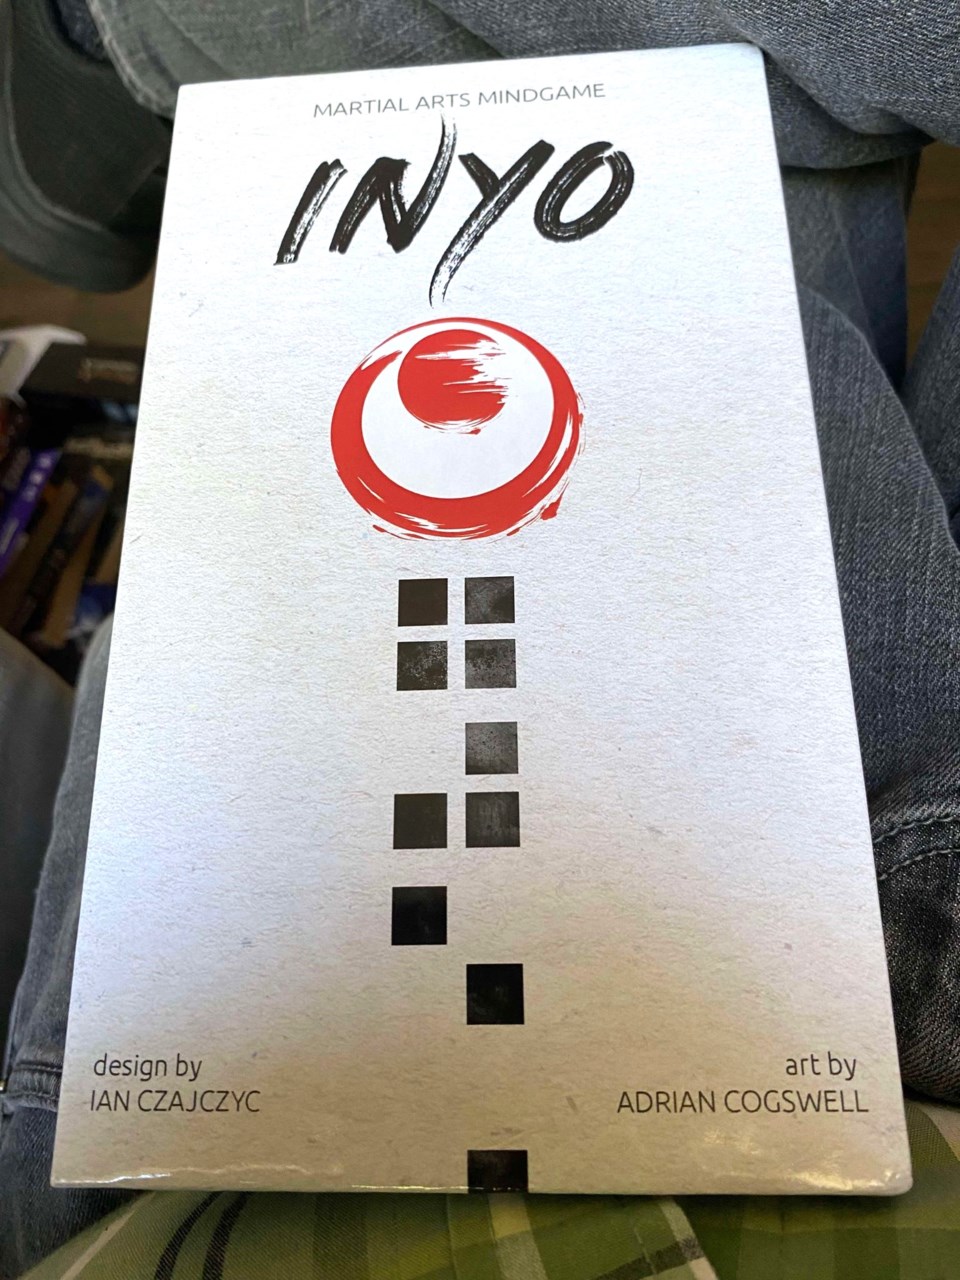 MARTIAL ARTS MINDGAME
INYO
design by
IAN CZAJCZYC
art by
ADRIAN COGSWELL